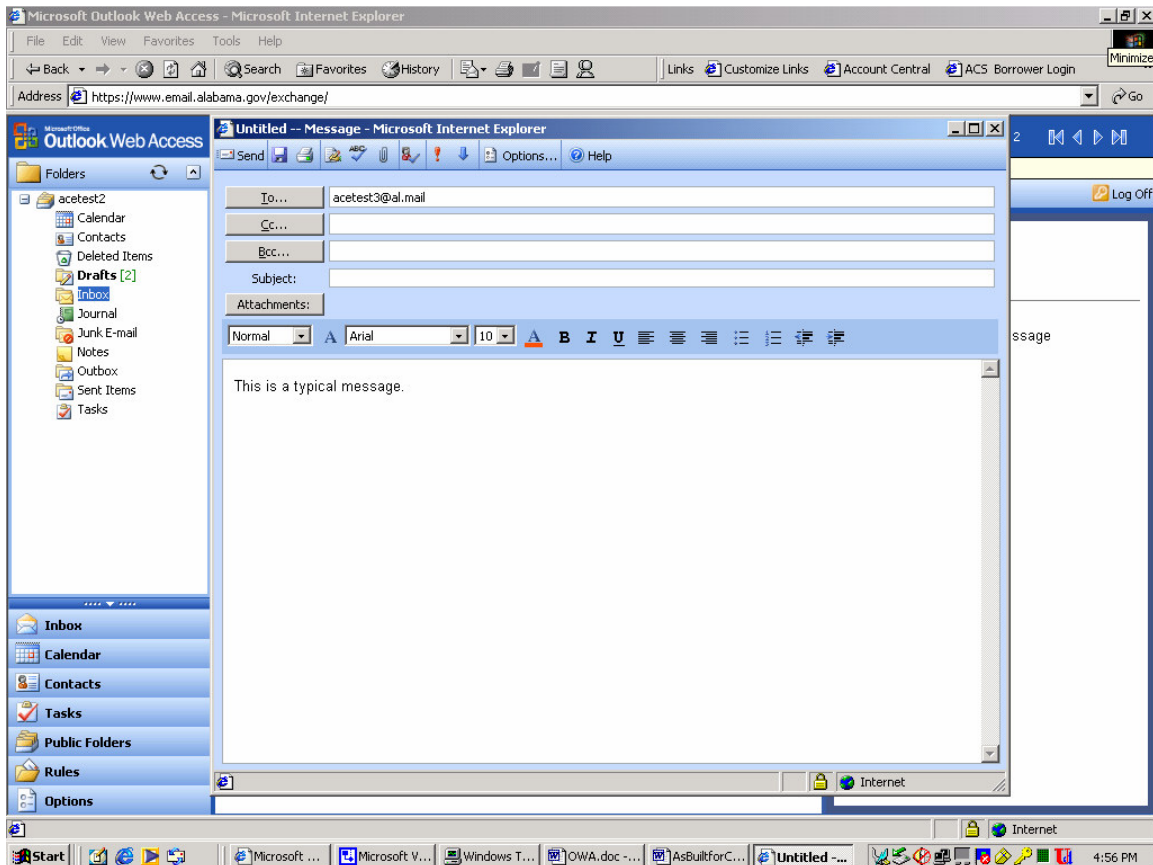 Microsoft Outlook Web Access - Microsoft Internet Explorer
File Edit View Favorites Tools Help
Minimize
Back Search Favorites History Links Customize Links Account Central ACS Borrower Login
Address https://www.email.alabama.gov/exchange/ Go
Microsoft Office
Outlook Web Access
2
Folders
Log Off
acetest2
Calendar
Contacts
Deleted Items
Drafts [2]
Inbox
Journal
Junk E-mail
Notes
Outbox
Sent Items
Tasks
Inbox
Calendar
Contacts
Tasks
Public Folders
Rules
Options
Untitled -- Message - Microsoft Internet Explorer
Send ABC Options... Help
To... acetest3@al.mail
Cc...
Bcc...
Subject:
Attachments:
Normal A Arial 10 A B I U
This is a typical message.
ssage
Internet
Internet
Start Microsoft ... Microsoft V... Windows T... OWA.doc -... AsBuiltforC... Untitled -... 4:56 PM